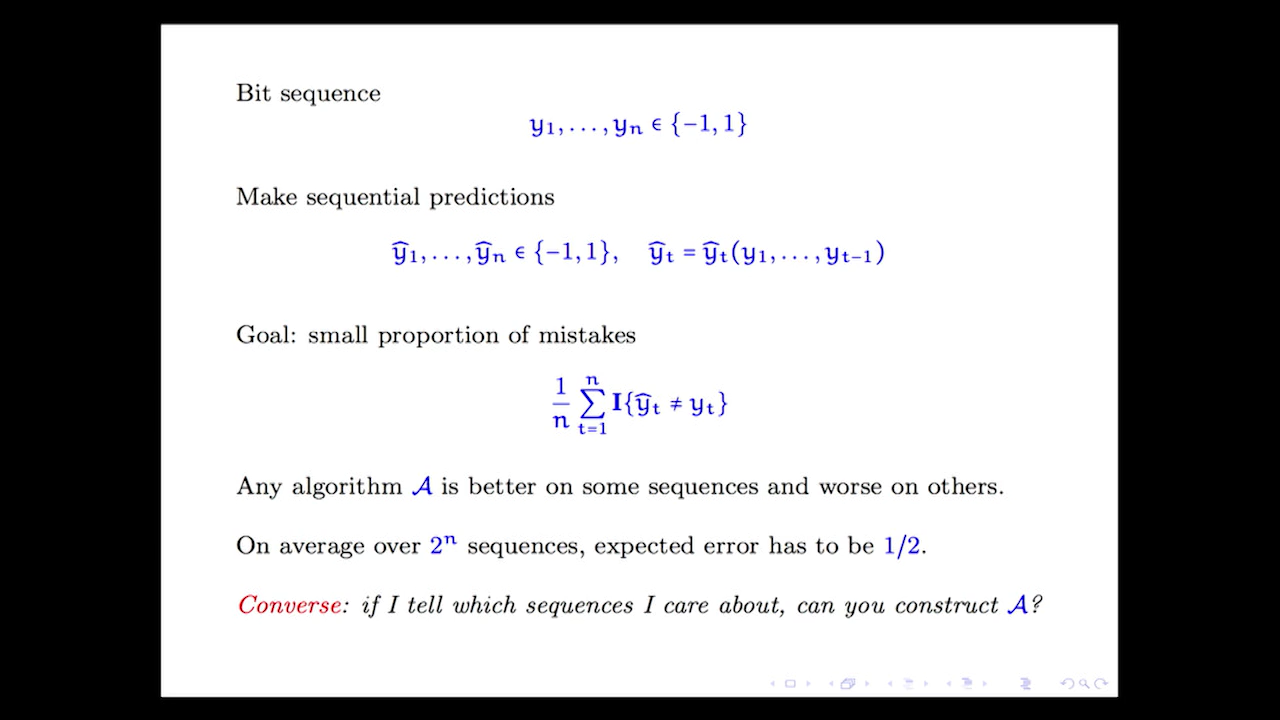 Bit sequence
y₁, . . . , yₙ ∈ {−1, 1}
Make sequential predictions
ŷ₁, . . . , ŷₙ ∈ {−1, 1},   ŷₜ = ŷₜ(y₁, . . . , yₜ₋₁)
Goal: small proportion of mistakes
1/n ∑ₜ₌₁ⁿ I{ŷₜ ≠ yₜ}
Any algorithm 𝒜 is better on some sequences and worse on others.
On average over 2ⁿ sequences, expected error has to be 1/2.
Converse: if I tell which sequences I care about, can you construct 𝒜?